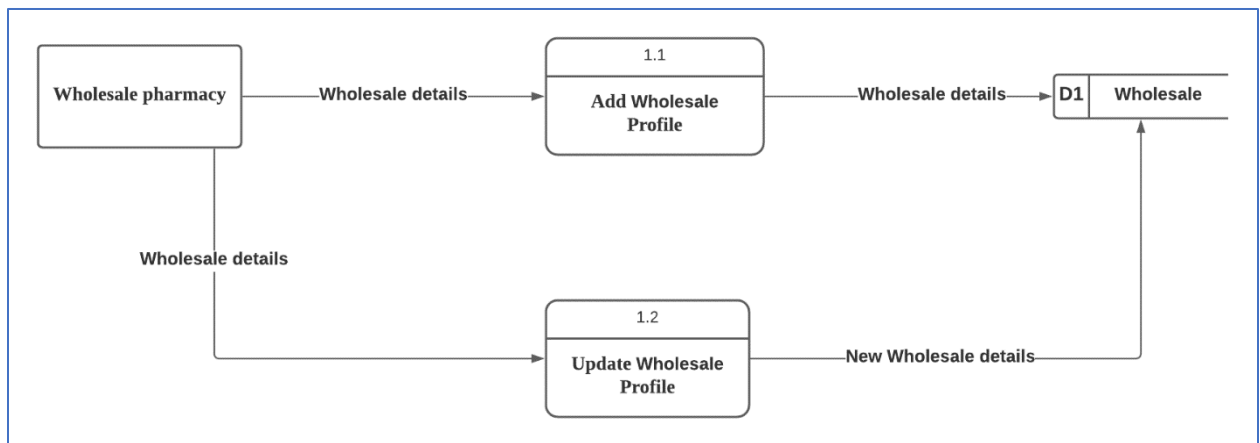 1.1
Wholesale pharmacy
Wholesale details
Add Wholesale
Profile
Wholesale details
D1
Wholesale
Wholesale details
1.2
Update Wholesale
Profile
New Wholesale details